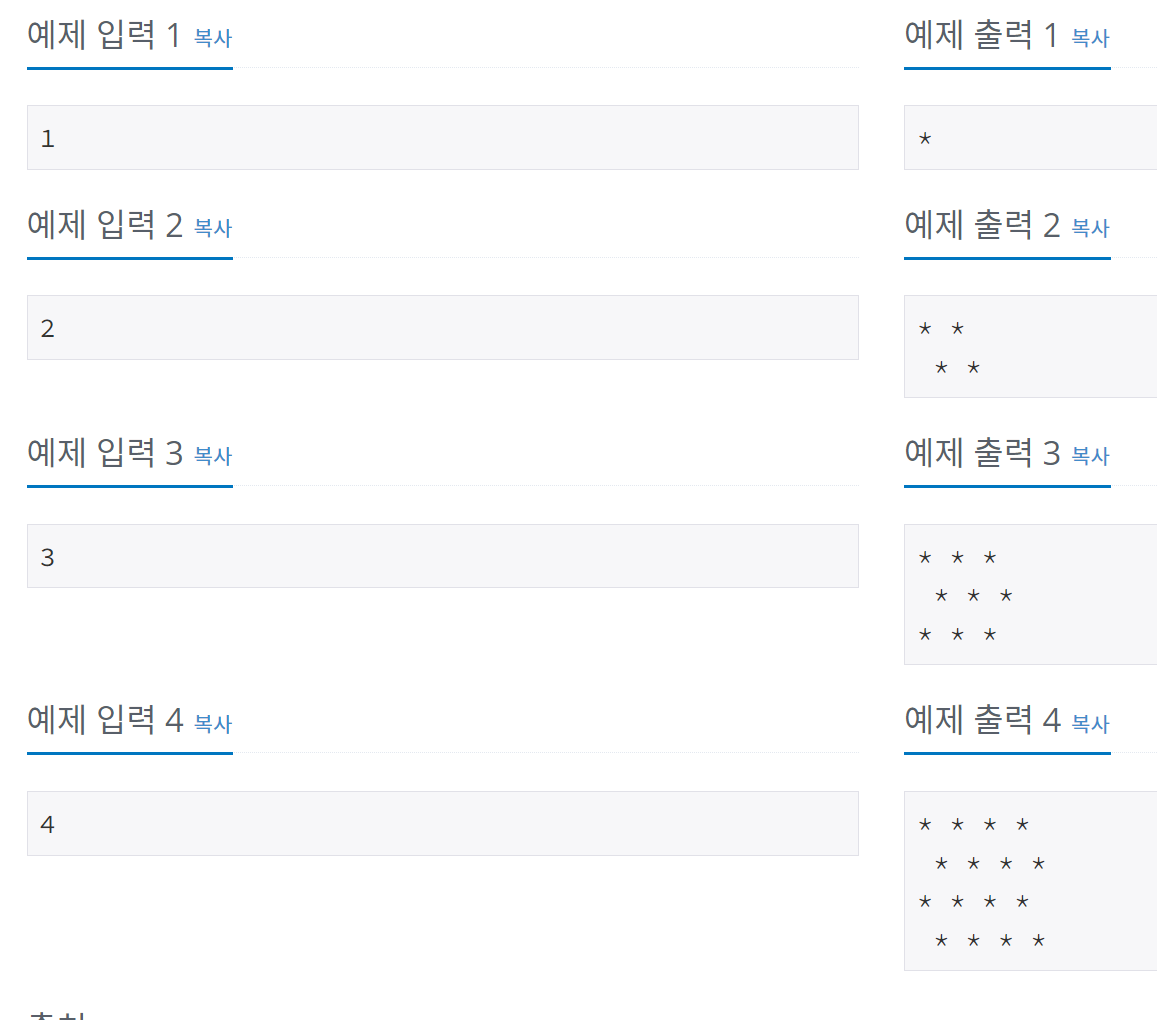 예제 입력 1 복사
예제 출력 1 복사
1
*
예제 입력 2 복사
예제 출력 2 복사
2
* *
 * *
예제 입력 3 복사
예제 출력 3 복사
3
* * *
 * * *
* * *
예제 입력 4 복사
예제 출력 4 복사
4
* * * *
 * * * *
* * * *
 * * * *